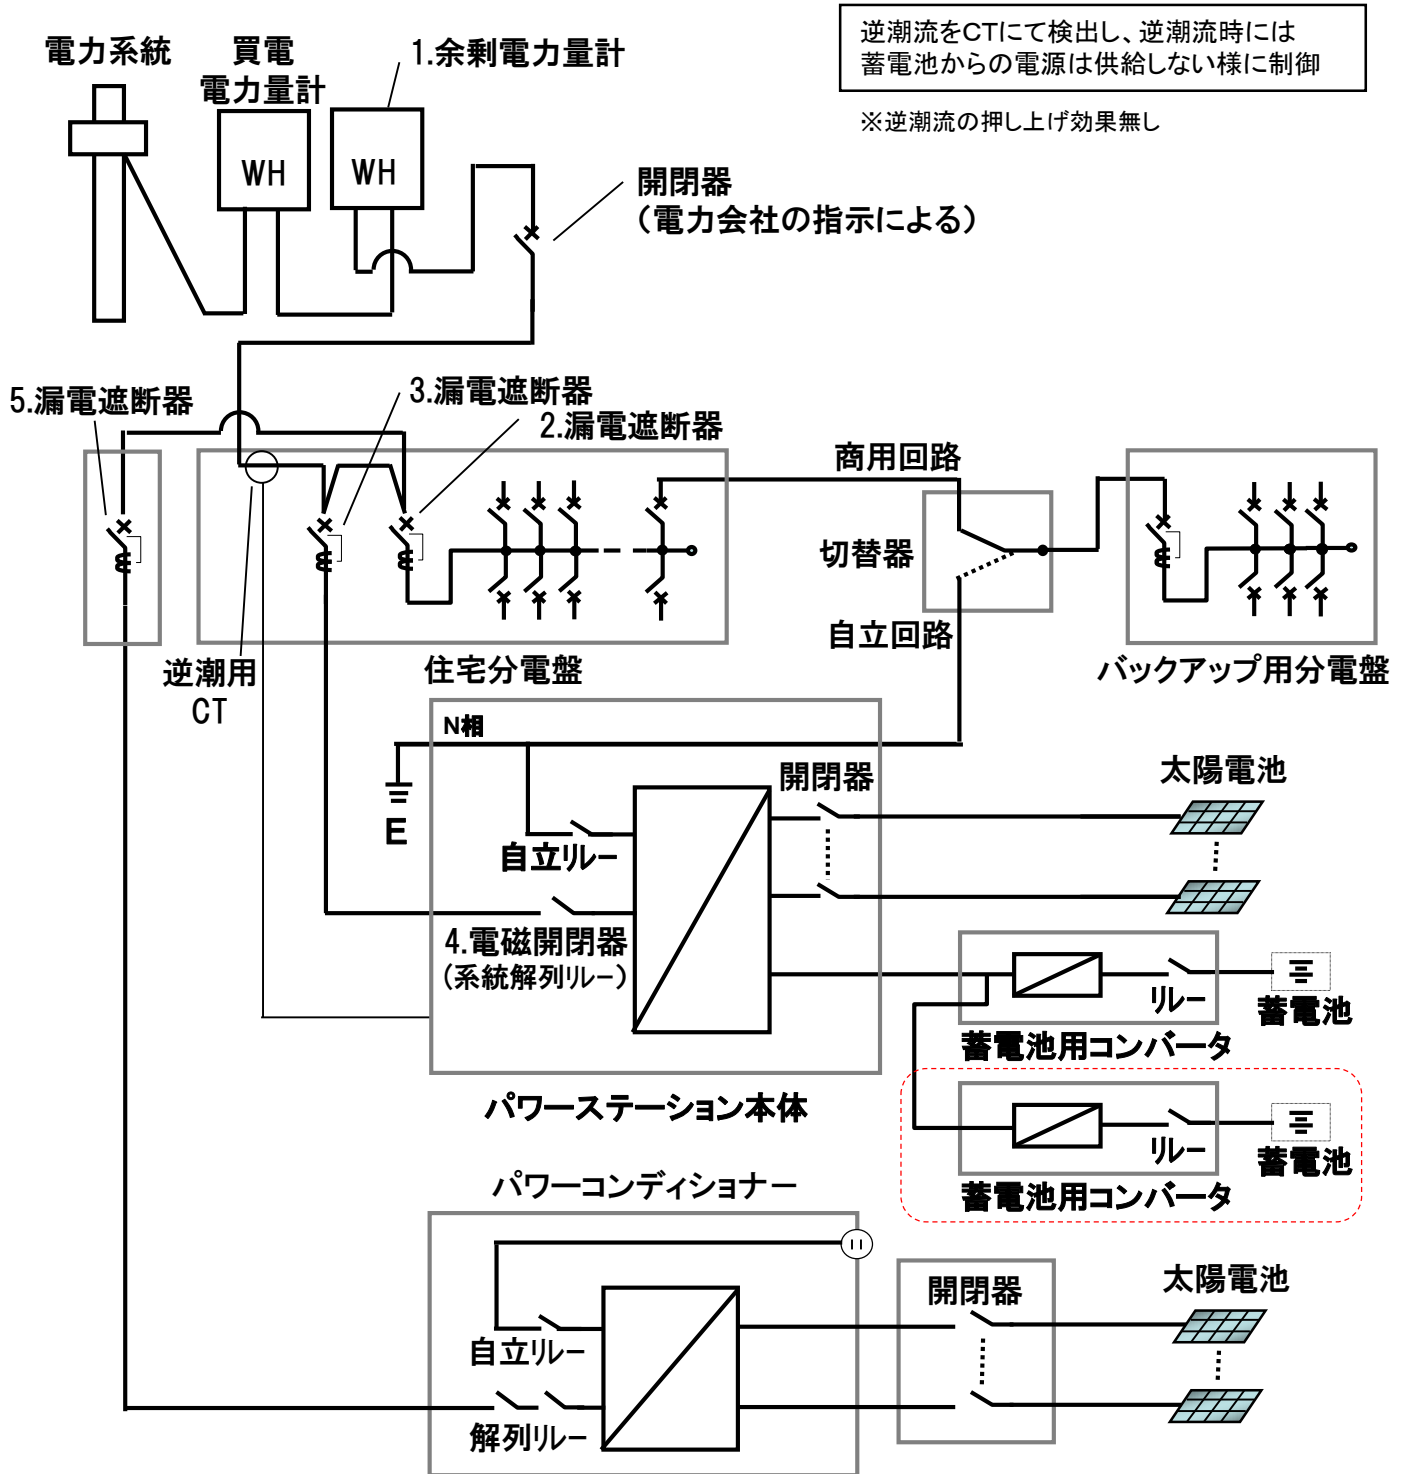 逆潮流をCTにて検出し、逆潮流時には
蓄電池からの電源は供給しない様に制御
※逆潮流の押し上げ効果無し
電力系統
買電
電力量計
1.余剰電力量計
WH
WH
開閉器
（電力会社の指示による）
5.漏電遮断器
3.漏電遮断器
2.漏電遮断器
商用回路
切替器
自立回路
逆潮用
CT
住宅分電盤
バックアップ用分電盤
N相
E
開閉器
太陽電池
自立リレー
4.電磁開閉器
（系統解列リレー）
リレー
蓄電池
蓄電池用コンバータ
パワーステーション本体
リレー
蓄電池
蓄電池用コンバータ
パワーコンディショナー
開閉器
太陽電池
自立リレー
解列リレー